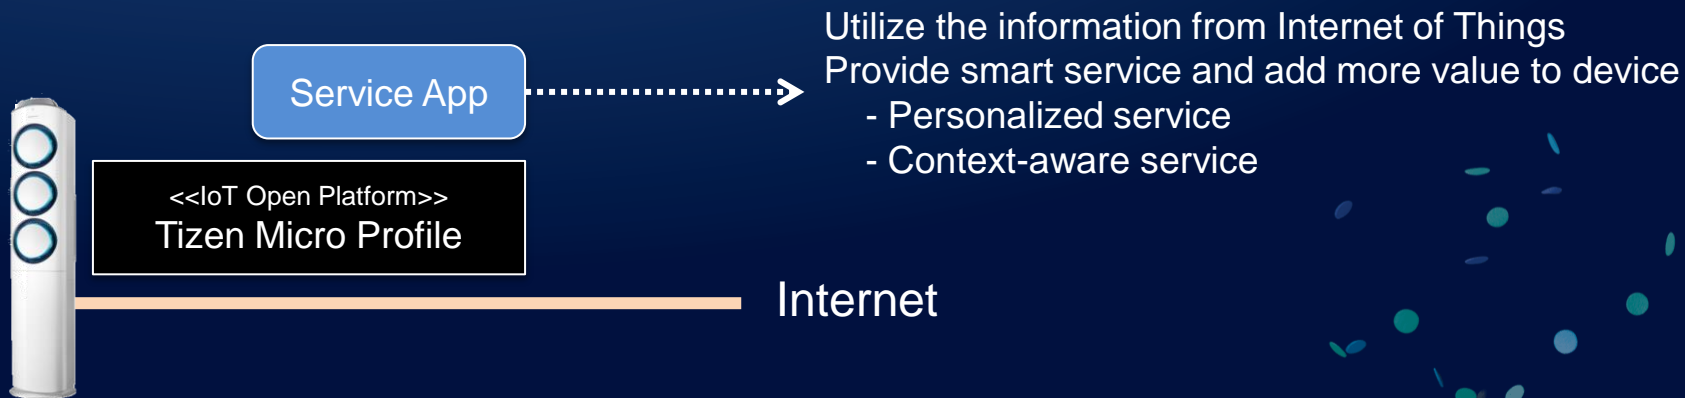 Utilize the information from Internet of Things
Provide smart service and add more value to device
- Personalized service
- Context-aware service
Service App
<<IoT Open Platform>>
Tizen Micro Profile
Internet